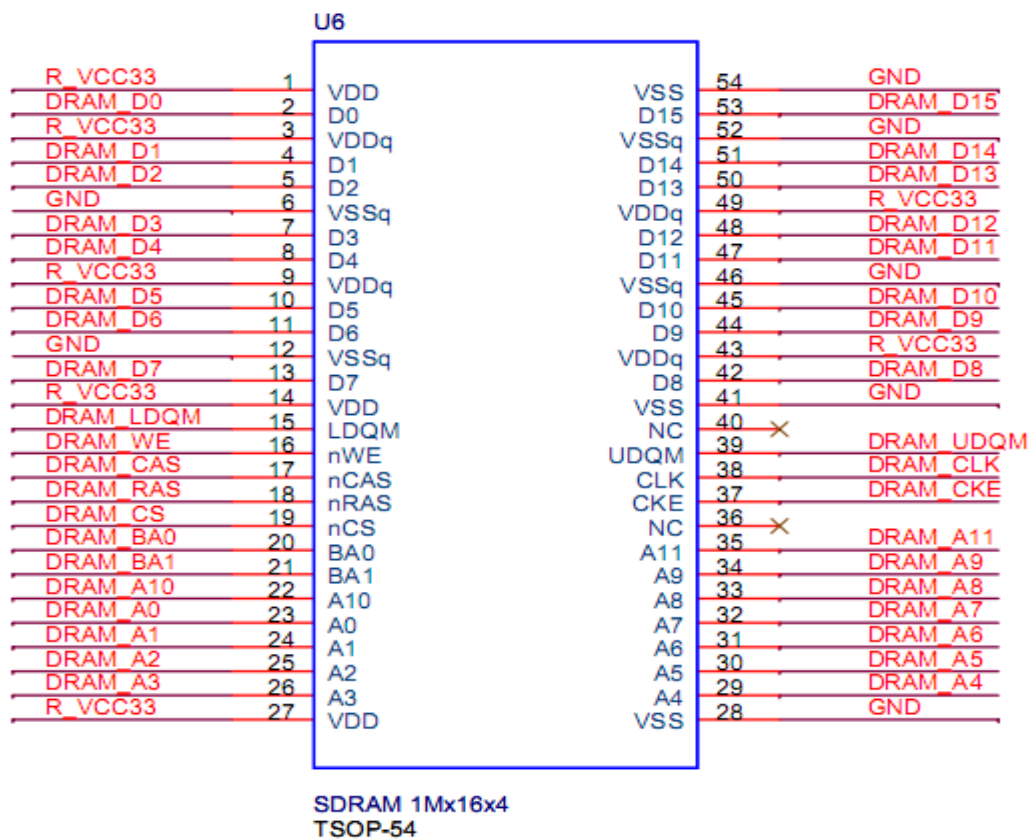 U6
R_VCC33 1 VDD VSS 54 GND
DRAM_D0 2 D0 D15 53 DRAM_D15
R_VCC33 3 VDDq VSSq 52 GND
DRAM_D1 4 D1 D14 51 DRAM_D14
DRAM_D2 5 D2 D13 50 DRAM_D13
GND 6 VSSq VDDq 49 R_VCC33
DRAM_D3 7 D3 D12 48 DRAM_D12
DRAM_D4 8 D4 D11 47 DRAM_D11
R_VCC33 9 VDDq VSSq 46 GND
DRAM_D5 10 D5 D10 45 DRAM_D10
DRAM_D6 11 D6 D9 44 DRAM_D9
GND 12 VSSq VDDq 43 R_VCC33
DRAM_D7 13 D7 D8 42 DRAM_D8
R_VCC33 14 VDD VSS 41 GND
DRAM_LDQM 15 LDQM NC 40
DRAM_WE 16 nWE UDQM 39 DRAM_UDQM
DRAM_CAS 17 nCAS CLK 38 DRAM_CLK
DRAM_RAS 18 nRAS CKE 37 DRAM_CKE
DRAM_CS 19 nCS NC 36
DRAM_BA0 20 BA0 A11 35 DRAM_A11
DRAM_BA1 21 BA1 A9 34 DRAM_A9
DRAM_A10 22 A10 A8 33 DRAM_A8
DRAM_A0 23 A0 A7 32 DRAM_A7
DRAM_A1 24 A1 A6 31 DRAM_A6
DRAM_A2 25 A2 A5 30 DRAM_A5
DRAM_A3 26 A3 A4 29 DRAM_A4
R_VCC33 27 VDD VSS 28 GND
SDRAM 1Mx16x4
TSOP-54